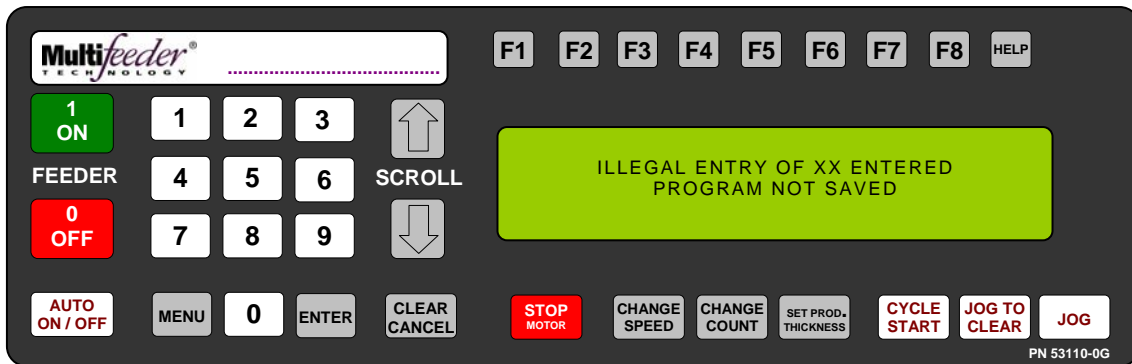 Multifeeder®
TECHNOLOGY
F1 F2 F3 F4 F5 F6 F7 F8 HELP
1
ON
FEEDER
0
OFF
1 2 3
4 5 6
7 8 9
SCROLL
ILLEGAL ENTRY OF XX ENTERED
PROGRAM NOT SAVED
AUTO
ON / OFF
MENU
0
ENTER
CLEAR
CANCEL
STOP
MOTOR
CHANGE
SPEED
CHANGE
COUNT
SET PROD.
THICKNESS
CYCLE
START
JOG TO
CLEAR
JOG
PN 53110-0G